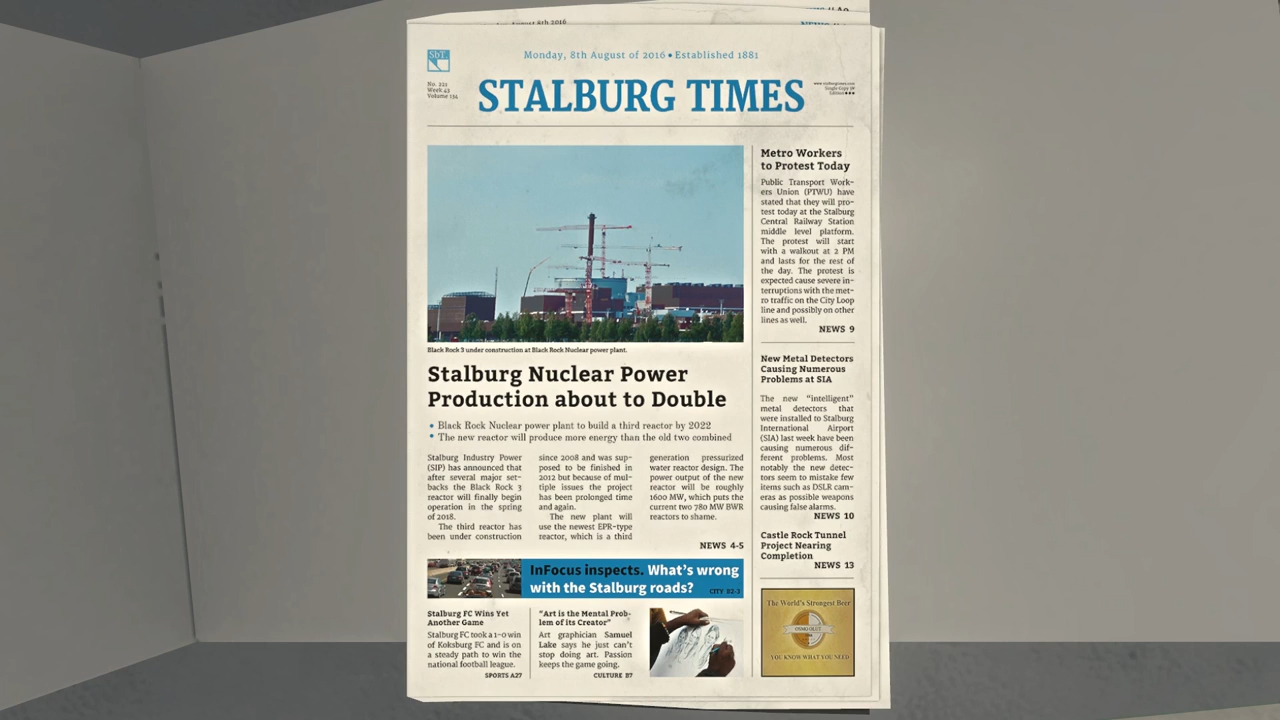 Monday, 8th August of 2016 • Established 1881
SbT
No. 221
Week 43
Volume 134
STALBURG TIMES
Black Rock 3 under construction at Black Rock Nuclear power plant.
Stalburg Nuclear Power
Production about to Double
• Black Rock Nuclear power plant to build a third reactor by 2022
• The new reactor will produce more energy than the old two combined
Stalburg Industry Power
(SIP) has announced that
after several major set-
backs the Black Rock 3
reactor will finally begin
operation in the spring
of 2018.
The third reactor has
been under construction
since 2008 and was sup-
posed to be finished in
2012 but because of mul-
tiple issues the project
has been prolonged time
and again.
The new plant will
use the newest EPR-type
reactor, which is a third
generation pressurized
water reactor design. The
power output of the new
reactor will be roughly
1600 MW, which puts the
current two 780 MW BWR
reactors to shame.
NEWS 4-5
InFocus inspects. What's wrong
with the Stalburg roads?
CITY B2-3
Stalburg FC Wins Yet
Another Game
Stalburg FC took a 1-0 win
of Koksburg FC and is on
a steady path to win the
national football league.
SPORTS A27
"Art is the Mental Prob-
lem of its Creator"
Art graphician Samuel
Lake says he just can't
stop doing art. Passion
keeps the game going.
CULTURE B7
Metro Workers
to Protest Today
Public Transport Work-
ers Union (PTWU) have
stated that they will pro-
test today at the Stalburg
Central Railway Station
middle level platform.
The protest will start
with a walkout at 2 PM
and lasts for the rest of
the day. The protest is
expected cause severe in-
terruptions with the met-
ro traffic on the City Loop
line and possibly on other
lines as well.
NEWS 9
New Metal Detectors
Causing Numerous
Problems at SIA
The new "intelligent"
metal detectors that
were installed to Stalburg
International Airport
(SIA) last week have been
causing numerous dif-
ferent problems. Most
notably the new detec-
tors seem to mistake few
items such as DSLR cam-
eras as possible weapons
causing false alarms.
NEWS 10
Castle Rock Tunnel
Project Nearing
Completion
NEWS 13
The World's Strongest Beer
YOU KNOW WHAT YOU NEED